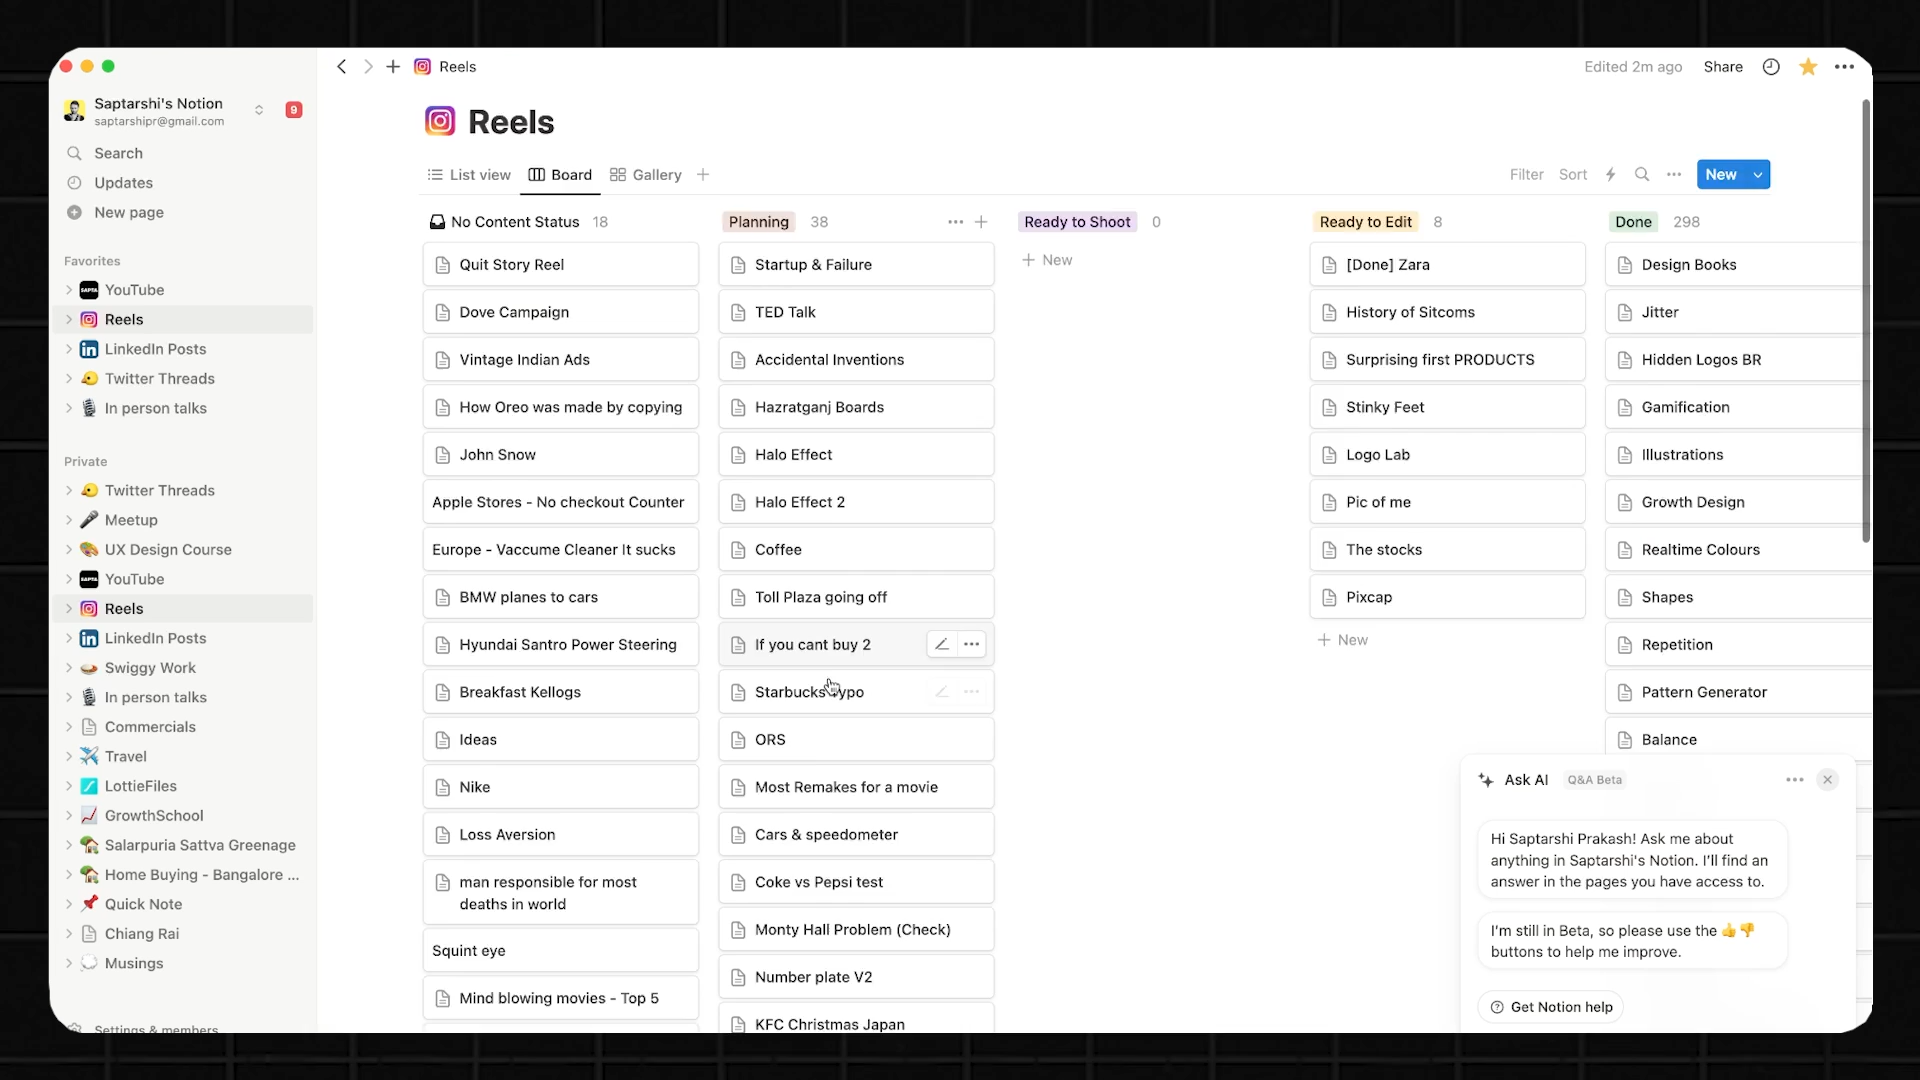 Reels
Edited 2m ago
Share
Saptarshi's Notion
saptarshipr@gmail.com
9
Search
Updates
New page
Favorites
SAPTA YouTube
Reels
LinkedIn Posts
Twitter Threads
In person talks
Private
Twitter Threads
Meetup
UX Design Course
SAPTA YouTube
Reels
LinkedIn Posts
Swiggy Work
In person talks
Commercials
Travel
LottieFiles
GrowthSchool
Salarpuria Sattva Greenage
Home Buying - Bangalore ...
Quick Note
Chiang Rai
Musings
Settings & members
Reels
List view
Board
Gallery
Filter
Sort
New
No Content Status 18
Quit Story Reel
Dove Campaign
Vintage Indian Ads
How Oreo was made by copying
John Snow
Apple Stores - No checkout Counter
Europe - Vaccume Cleaner It sucks
BMW planes to cars
Hyundai Santro Power Steering
Breakfast Kellogs
Ideas
Nike
Loss Aversion
man responsible for most
deaths in world
Squint eye
Mind blowing movies - Top 5
Planning 38
Startup & Failure
TED Talk
Accidental Inventions
Hazratganj Boards
Halo Effect
Halo Effect 2
Coffee
Toll Plaza going off
If you cant buy 2
Starbucks
ORS
Most Remakes for a movie
Cars & speedometer
Coke vs Pepsi test
Monty Hall Problem (Check)
Number plate V2
KFC Christmas Japan
Ready to Shoot 0
New
Ready to Edit 8
[Done] Zara
History of Sitcoms
Surprising first PRODUCTS
Stinky Feet
Logo Lab
Pic of me
The stocks
Pixcap
New
Done 298
Design Books
Jitter
Hidden Logos BR
Gamification
Illustrations
Growth Design
Realtime Colours
Shapes
Repetition
Pattern Generator
Balance
Ask AI Q&A Beta
Hi Saptarshi Prakash! Ask me about
anything in Saptarshi's Notion. I'll find an
answer in the pages you have access to.
I'm still in Beta, so please use the 👍👎
buttons to help me improve.
Get Notion help